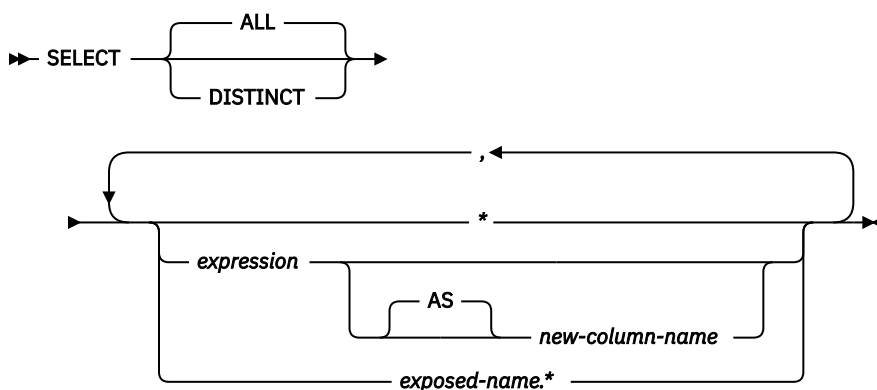 ALL
SELECT
DISTINCT
,
*
expression
AS
new-column-name
exposed-name.*